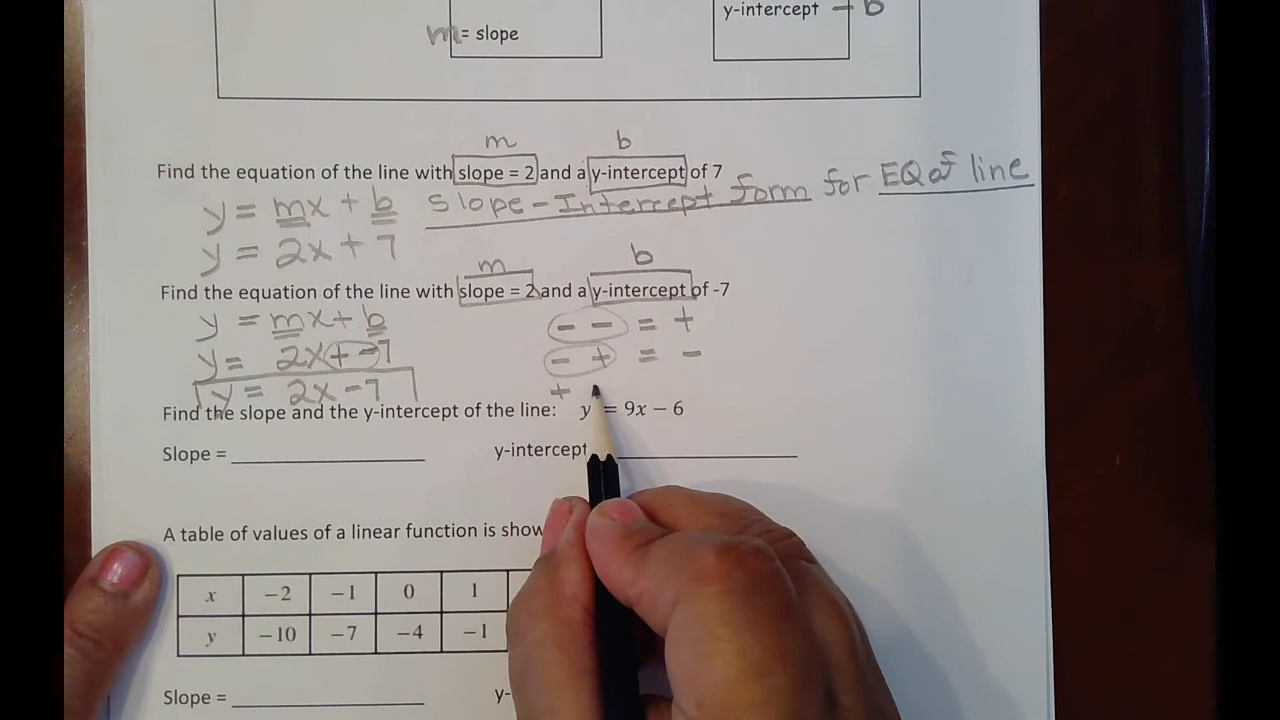 y-intercept – b
m = slope
m b
Find the equation of the line with slope = 2 and a y-intercept of 7
y = mx + b slope-Intercept form for EQ of line
y = 2x + 7
m b
Find the equation of the line with slope = 2 and a y-intercept of -7
y = mx + b – – = +
y = 2x + -7 – + = –
y = 2x - 7 +
Find the slope and the y-intercept of the line: y = 9x – 6
Slope = ____ y-intercept ____
A table of values of a linear function is show
x −2 −1 0 1
y −10 −7 −4 −1
Slope = ____ y-